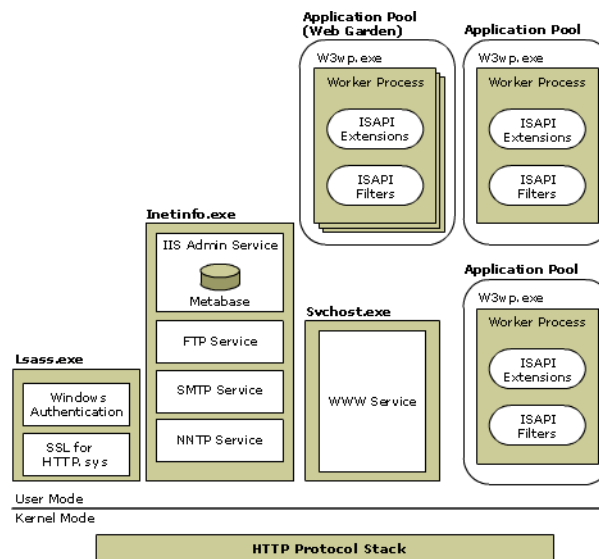 Application Pool
(Web Garden)
W3wp.exe
Worker Process
ISAPI
Extensions
ISAPI
Filters
Application Pool
W3wp.exe
Worker Process
ISAPI
Extensions
ISAPI
Filters
Inetinfo.exe
IIS Admin Service
Metabase
FTP Service
SMTP Service
NNTP Service
Application Pool
W3wp.exe
Worker Process
ISAPI
Extensions
ISAPI
Filters
Svchost.exe
WWW Service
Lsass.exe
Windows
Authentication
SSL for
HTTP.sys
User Mode
Kernel Mode
HTTP Protocol Stack